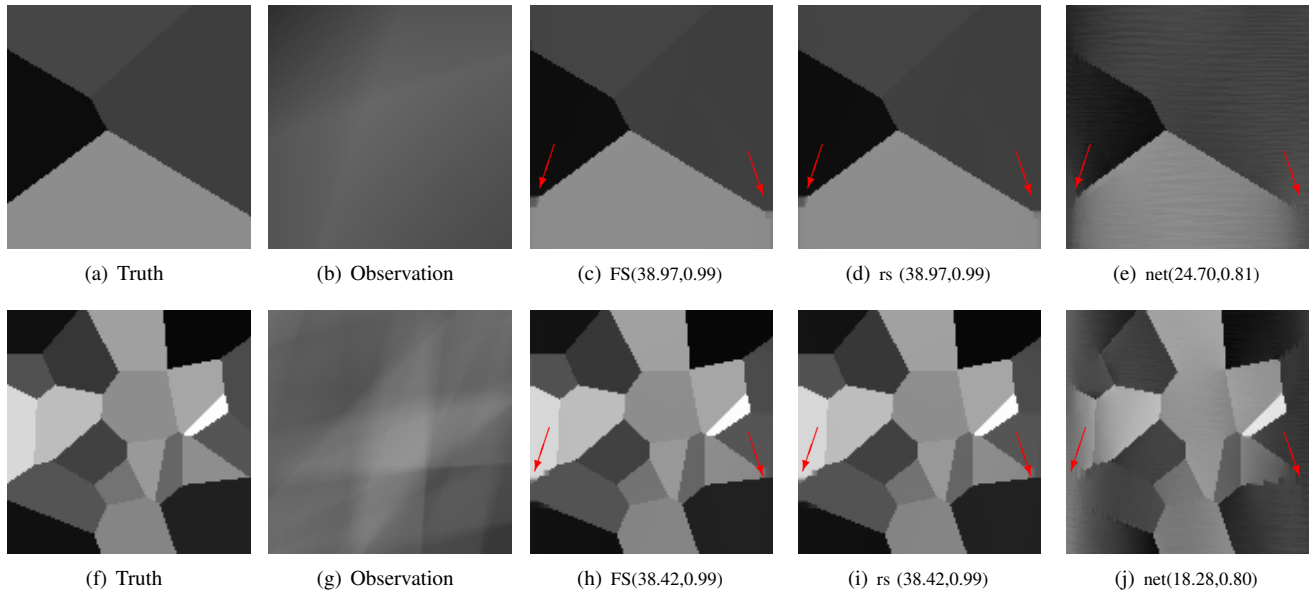 (a) Truth
(b) Observation
(c) FS(38.97,0.99)
(d) rs (38.97,0.99)
(e) net(24.70,0.81)
(f) Truth
(g) Observation
(h) FS(38.42,0.99)
(i) rs (38.42,0.99)
(j) net(18.28,0.80)